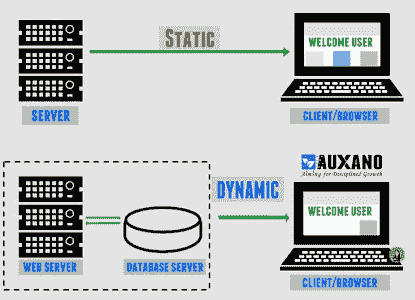 STATIC
WELCOME USER
SERVER
CLIENT/BROWSER
AUXANO
Aiming for Disciplined Growth
DYNAMIC
WELCOME USER
WEB SERVER
DATABASE SERVER
CLIENT/BROWSER